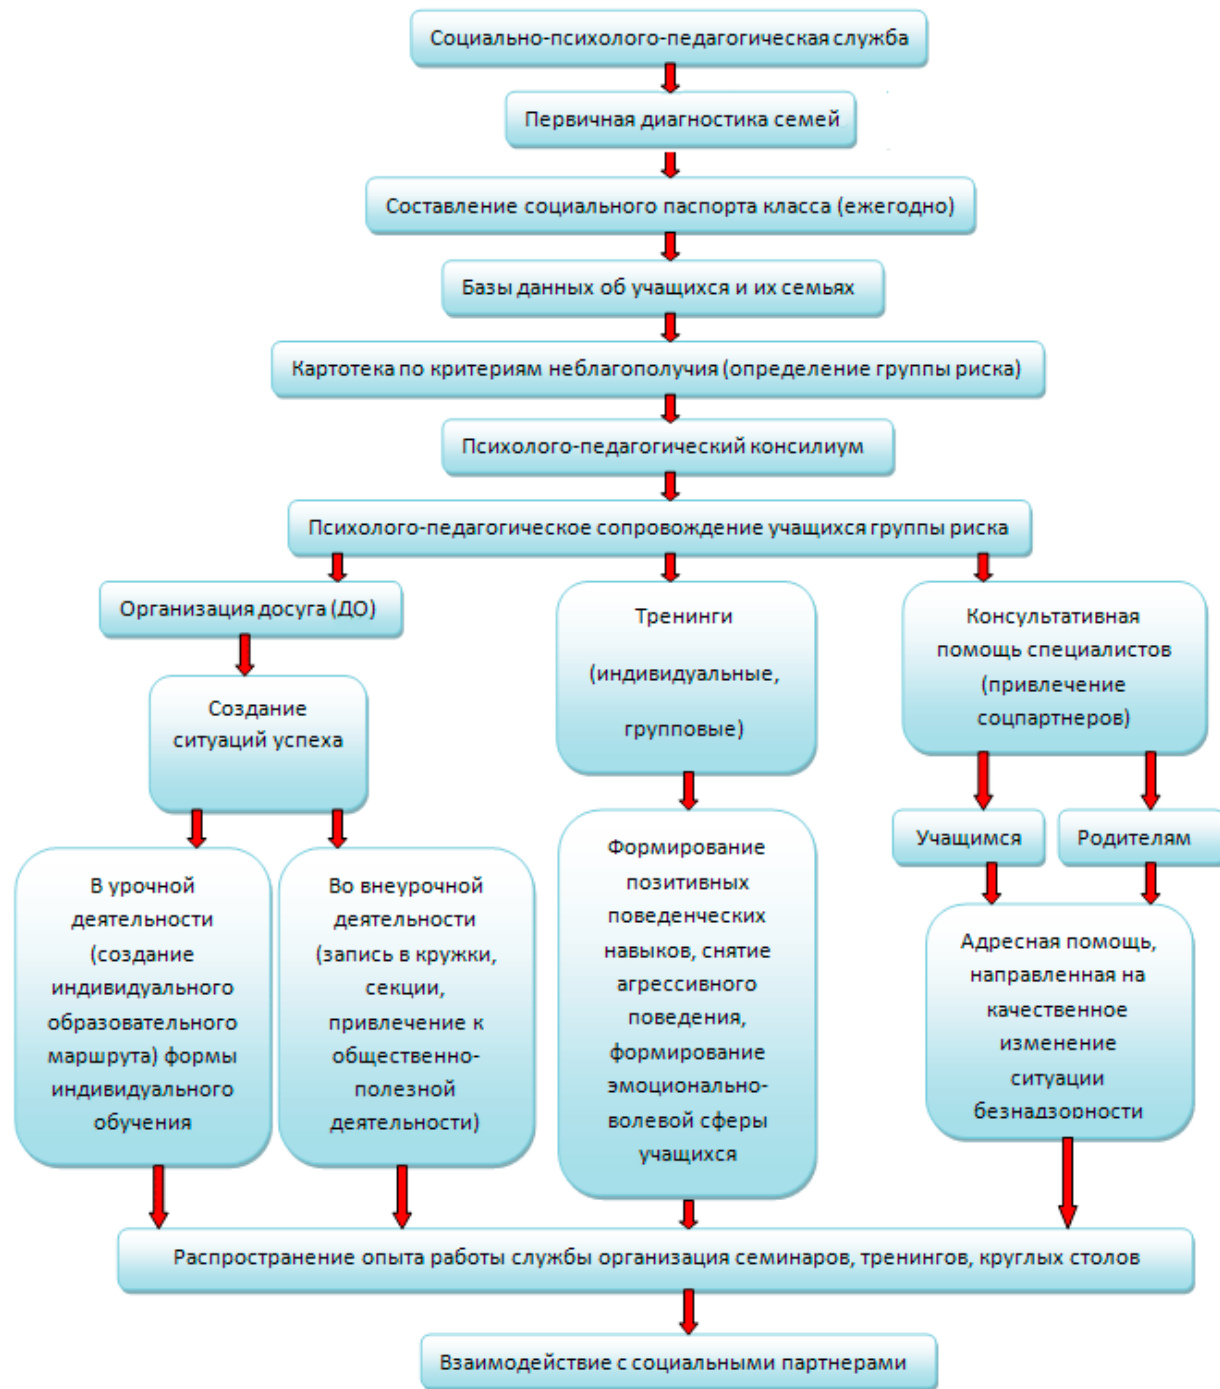 Социально-психолого-педагогическая служба
Первичная диагностика семей
Составление социального паспорта класса (ежегодно)
Базы данных об учащихся и их семьях
Картотека по критериям неблагополучия (определение группы риска)
Психолого-педагогический консилиум
Психолого-педагогическое сопровождение учащихся группы риска
Организация досуга (ДО)
Создание
ситуаций успеха
В урочной
деятельности
(создание
индивидуального
образовательного
маршрута) формы
индивидуального
обучения
Во внеурочной
деятельности
(запись в кружки,
секции,
привлечение к
общественно-
полезной
деятельности)
Тренинги
(индивидуальные,
групповые)
Формирование
позитивных
поведенческих
навыков, снятие
агрессивного
поведения,
формирование
эмоционально-
волевой сферы
учащихся
Консультативная
помощь специалистов
(привлечение
соцпартнеров)
Учащимся
Родителям
Адресная помощь,
направленная на
качественное
изменение
ситуации
безнадзорности
Распространение опыта работы службы организация семинаров, тренингов, круглых столов
Взаимодействие с социальными партнерами